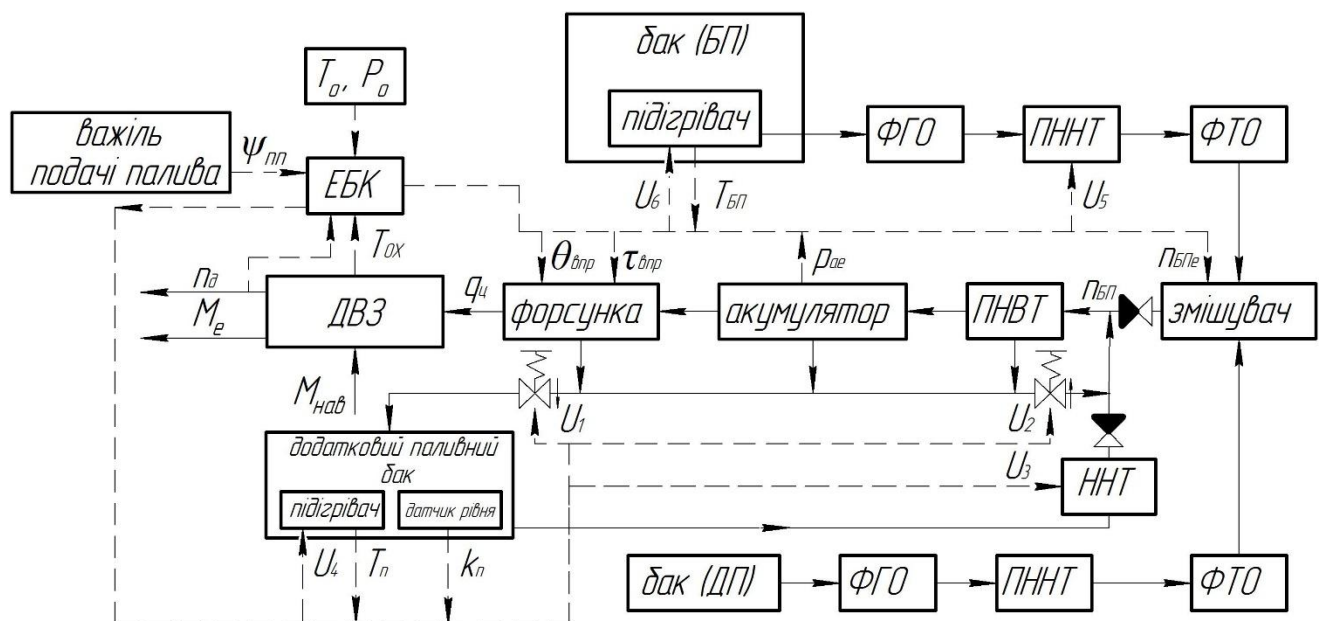 бак (БП)
T₀, P₀
важіль
подачі палива
ψпп
підігрівач
ФГО
ПННТ
ФТО
ЕБК
U₆
TБП
U₅
Tох
θвпр
τвпр
pае
nБПе
nд
Mе
ДВЗ
qц
форсунка
акумулятор
ПНВТ
nБП
змішувач
Mнав
U₁
U₂
додатковий паливний
бак
підігрівач
датчик рівня
U₃
ННТ
U₄
Tп
kп
бак (ДП)
ФГО
ПННТ
ФТО